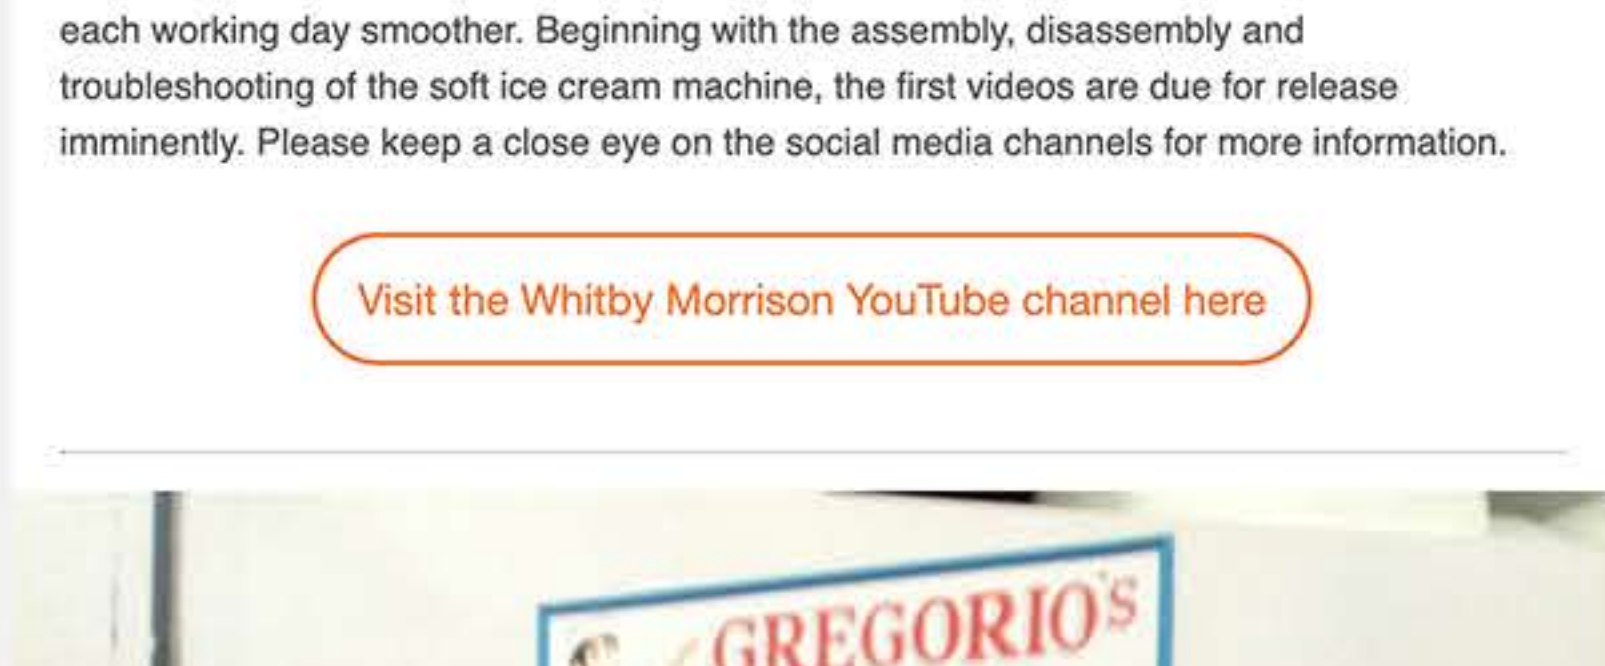 each working day smoother. Beginning with the assembly, disassembly and
troubleshooting of the soft ice cream machine, the first videos are due for release
imminently. Please keep a close eye on the social media channels for more information.
Visit the Whitby Morrison YouTube channel here
GREGORIO'S